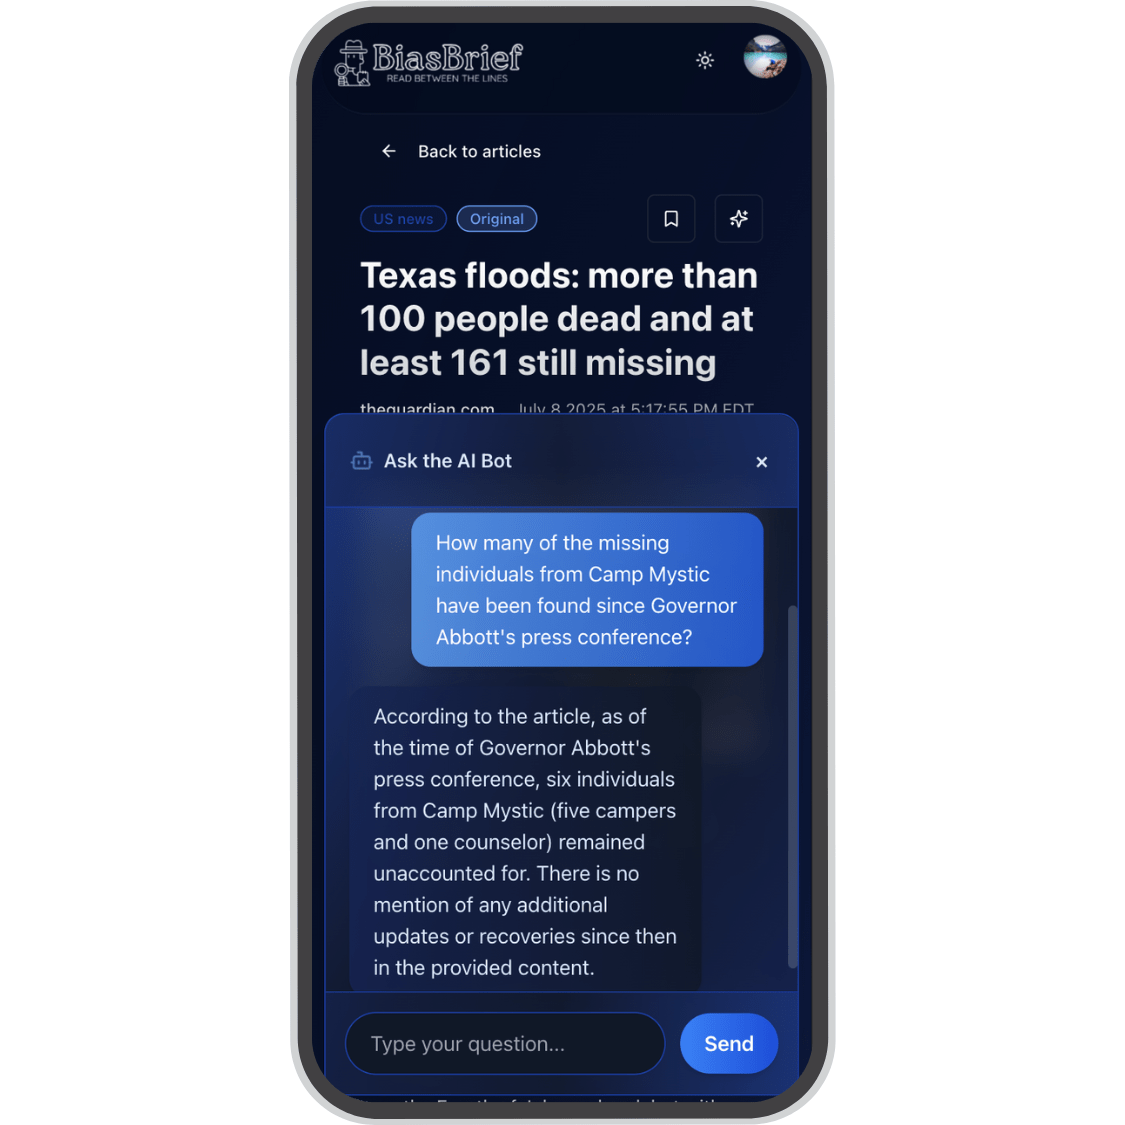 BiasBrief
READ BETWEEN THE LINES
Back to articles
US news
Original
Texas floods: more than
100 people dead and at
least 161 still missing
theguardian.com July 8 2025 at 5:17:55 PM EDT
Ask the AI Bot
How many of the missing
individuals from Camp Mystic
have been found since Governor
Abbott's press conference?
According to the article, as of
the time of Governor Abbott's
press conference, six individuals
from Camp Mystic (five campers
and one counselor) remained
unaccounted for. There is no
mention of any additional
updates or recoveries since then
in the provided content.
Type your question...
Send